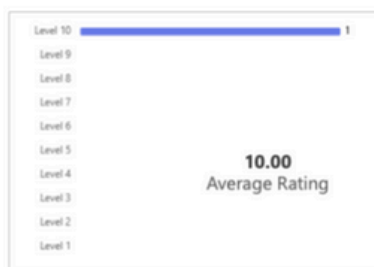 Level 10 1
Level 9
Level 8
Level 7
Level 6
Level 5
Level 4
Level 3
Level 2
Level 1
10.00
Average Rating